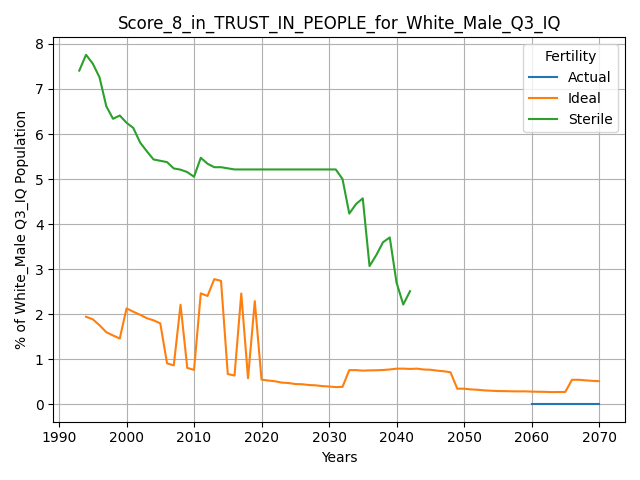 Score_8_in_TRUST_IN_PEOPLE_for_White_Male_Q3_IQ
Fertility
Actual
Ideal
Sterile
% of White_Male Q3_IQ Population
8
7
6
5
4
3
2
1
0
1990 2000 2010 2020 2030 2040 2050 2060 2070
Years